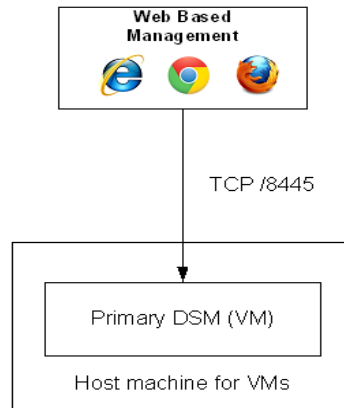 Web Based
Management
TCP /8445
Primary DSM (VM)
Host machine for VMs